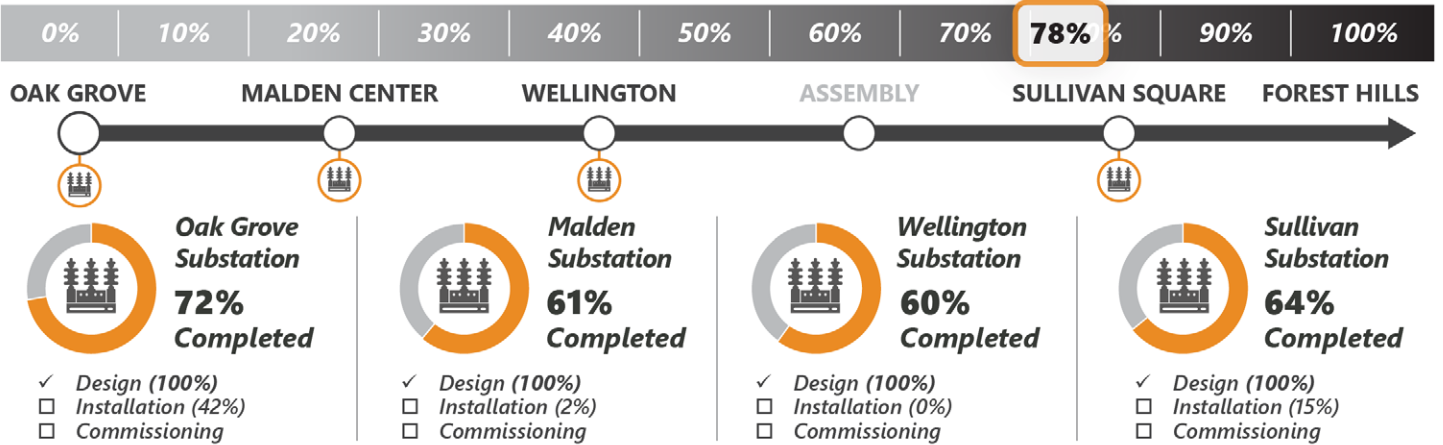 0% 10% 20% 30% 40% 50% 60% 70% 78% % 90% 100%
OAK GROVE MALDEN CENTER WELLINGTON ASSEMBLY SULLIVAN SQUARE FOREST HILLS
Oak Grove
Substation
72%
Completed
✓ Design (100%)
☐ Installation (42%)
☐ Commissioning
Malden
Substation
61%
Completed
✓ Design (100%)
☐ Installation (2%)
☐ Commissioning
Wellington
Substation
60%
Completed
✓ Design (100%)
☐ Installation (0%)
☐ Commissioning
Sullivan
Substation
64%
Completed
✓ Design (100%)
☐ Installation (15%)
☐ Commissioning